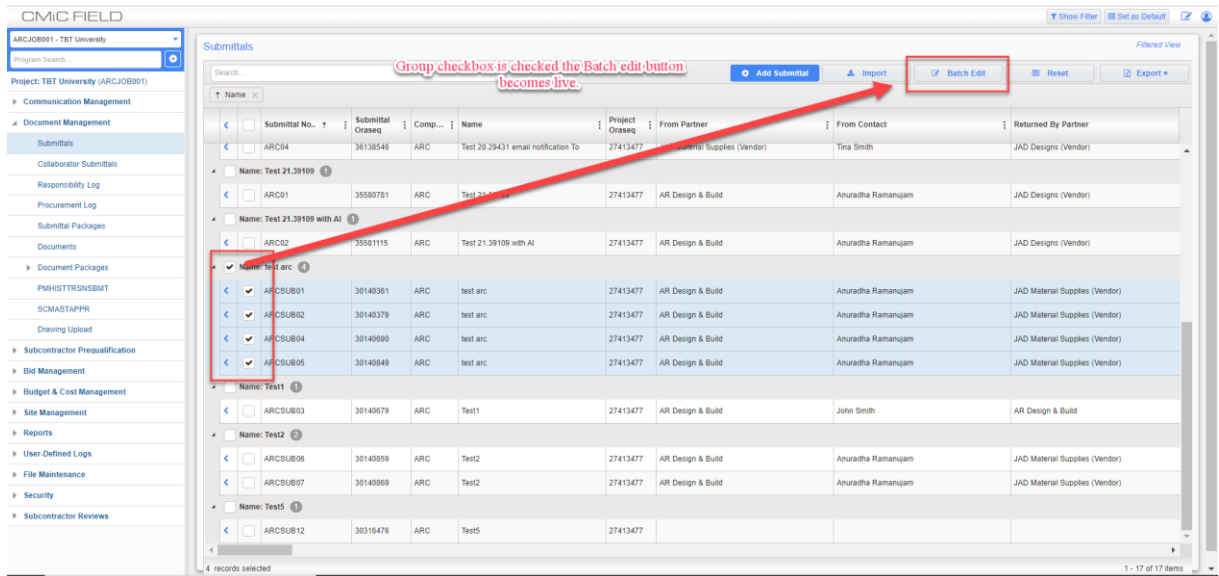 CMiC FIELD
Show Filter Set as Default
ARCJOB001 - TBT University
Program Search...
Project: TBT University (ARCJOB001)
Communication Management
Document Management
Submittals
Collaborator Submittals
Responsibility Log
Procurement Log
Submittal Packages
Documents
Document Packages
PMHISTTRSNSBMT
SCMASTAPPR
Drawing Upload
Subcontractor Prequalification
Bid Management
Budget & Cost Management
Site Management
Reports
User-Defined Logs
File Maintenance
Security
Subcontractor Reviews
Submittals Filtered View
Group checkbox is checked the Batch edit button
becomes live.
Search... Add Submittal Import Batch Edit Reset Export
↑ Name ×
Submittal No.. ↑ Submittal Oraseq Comp... Name Project Oraseq From Partner From Contact Returned By Partner
ARC04 36138546 ARC Test 20.29431 email notification To 27413477 Material Supplies (Vendor) Tina Smith JAD Designs (Vendor)
Name: Test 21.39109 1
ARC01 35580781 ARC 27413477 AR Design & Build Anuradha Ramanujam JAD Designs (Vendor)
Name: Test 21.39109 with AI 1
ARC02 35581115 ARC Test 21.39109 with AI 27413477 AR Design & Build Anuradha Ramanujam JAD Designs (Vendor)
Name: test arc 4
ARCSUB01 30140361 ARC test arc 27413477 AR Design & Build Anuradha Ramanujam JAD Material Supplies (Vendor)
ARCSUB02 30140379 ARC test arc 27413477 AR Design & Build Anuradha Ramanujam JAD Material Supplies (Vendor)
ARCSUB04 30140690 ARC test arc 27413477 AR Design & Build Anuradha Ramanujam JAD Material Supplies (Vendor)
ARCSUB05 30140849 ARC test arc 27413477 AR Design & Build Anuradha Ramanujam JAD Material Supplies (Vendor)
Name: Test1 1
ARCSUB03 30140679 ARC Test1 27413477 AR Design & Build John Smith AR Design & Build
Name: Test2 2
ARCSUB06 30140859 ARC Test2 27413477 AR Design & Build Anuradha Ramanujam JAD Material Supplies (Vendor)
ARCSUB07 30140869 ARC Test2 27413477 AR Design & Build Anuradha Ramanujam JAD Material Supplies (Vendor)
Name: Test5 1
ARCSUB12 30316476 ARC Test5 27413477
4 records selected 1 - 17 of 17 items